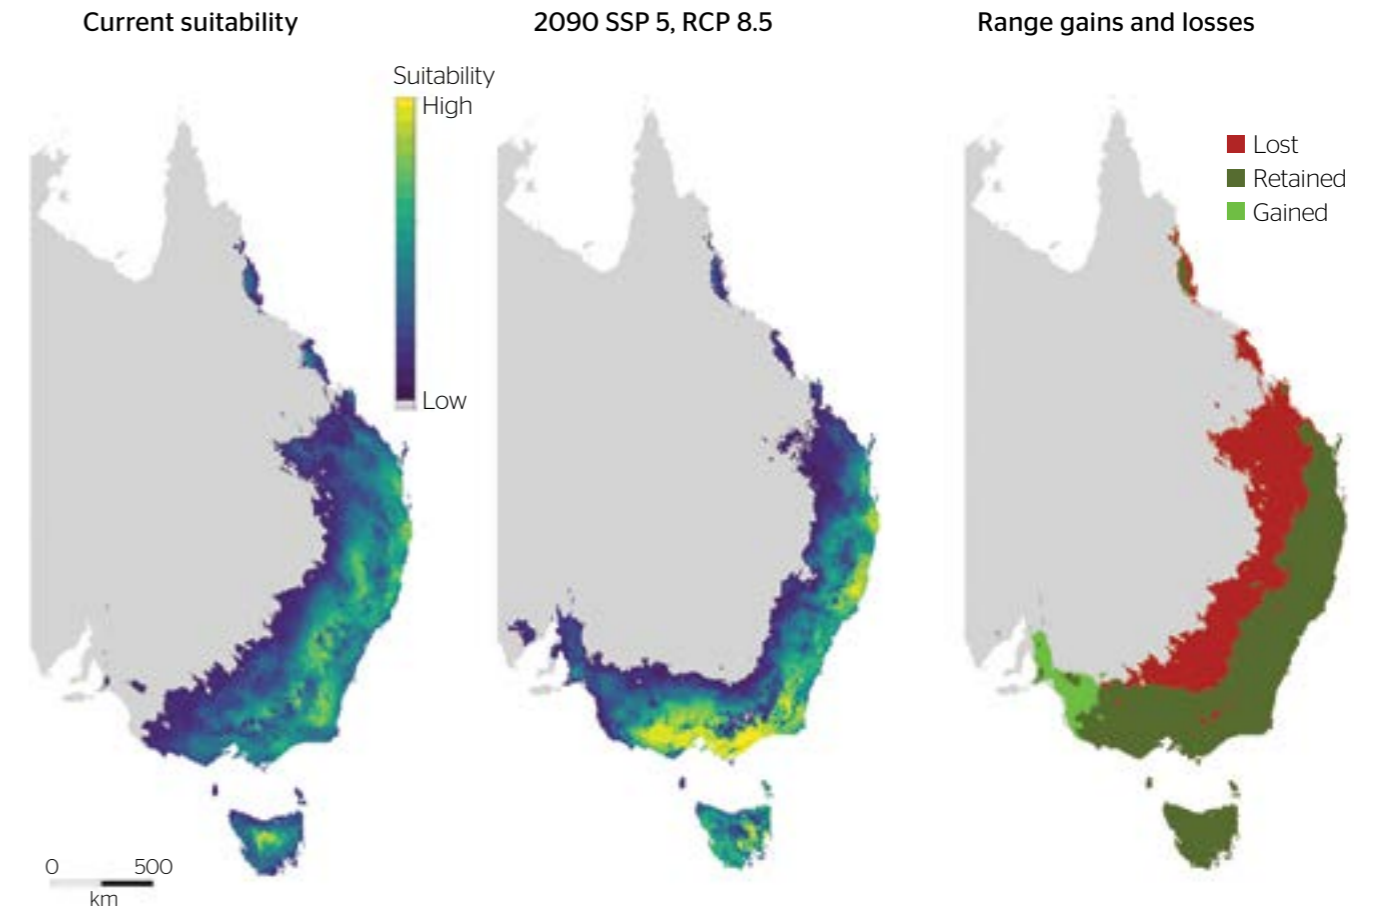 Current suitability
2090 SSP 5, RCP 8.5
Range gains and losses
Suitability
High
Low
Lost
Retained
Gained
0 500
km